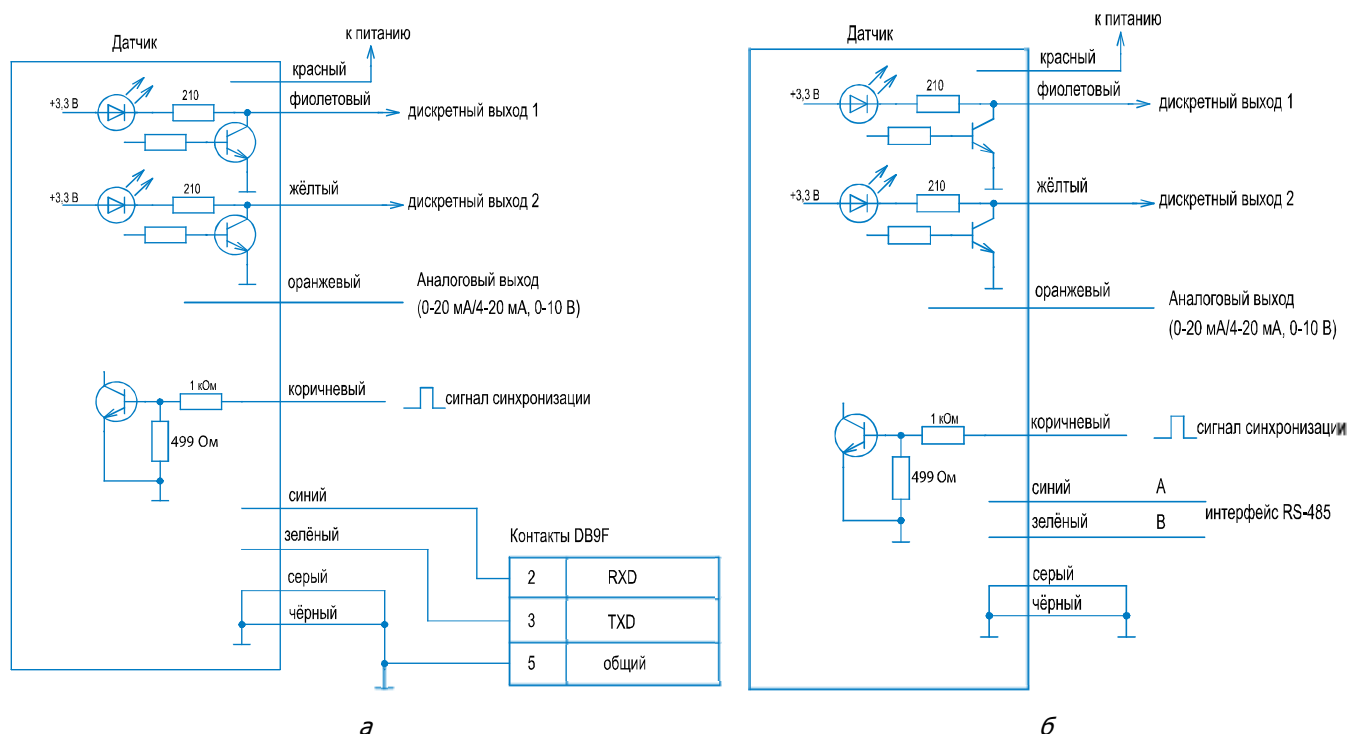 Датчик
к питанию
красный
+3,3 В
210
фиолетовый
дискретный выход 1
+3,3 В
210
жёлтый
дискретный выход 2
оранжевый
Аналоговый выход
(0-20 мА/4-20 мА, 0-10 В)
1 кОм
коричневый
сигнал синхронизации
499 Ом
синий
зелёный
серый
чёрный
Контакты DB9F
2 RXD
3 TXD
5 общий
а
Датчик
к питанию
красный
+3,3 В
210
фиолетовый
дискретный выход 1
+3,3 В
210
жёлтый
дискретный выход 2
оранжевый
Аналоговый выход
(0-20 мА/4-20 мА, 0-10 В)
1 кОм
коричневый
сигнал синхронизации
499 Ом
синий A
интерфейс RS-485
зелёный B
серый
чёрный
б